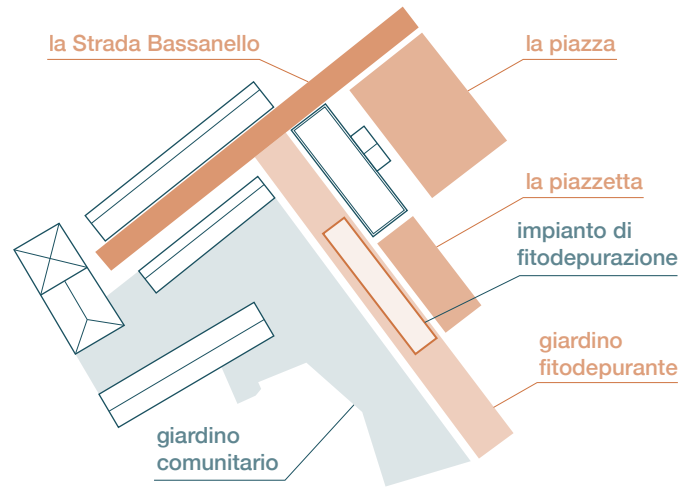 la Strada Bassanello
la piazza
la piazzetta
impianto di
fitodepurazione
giardino
fitodepurante
giardino
comunitario